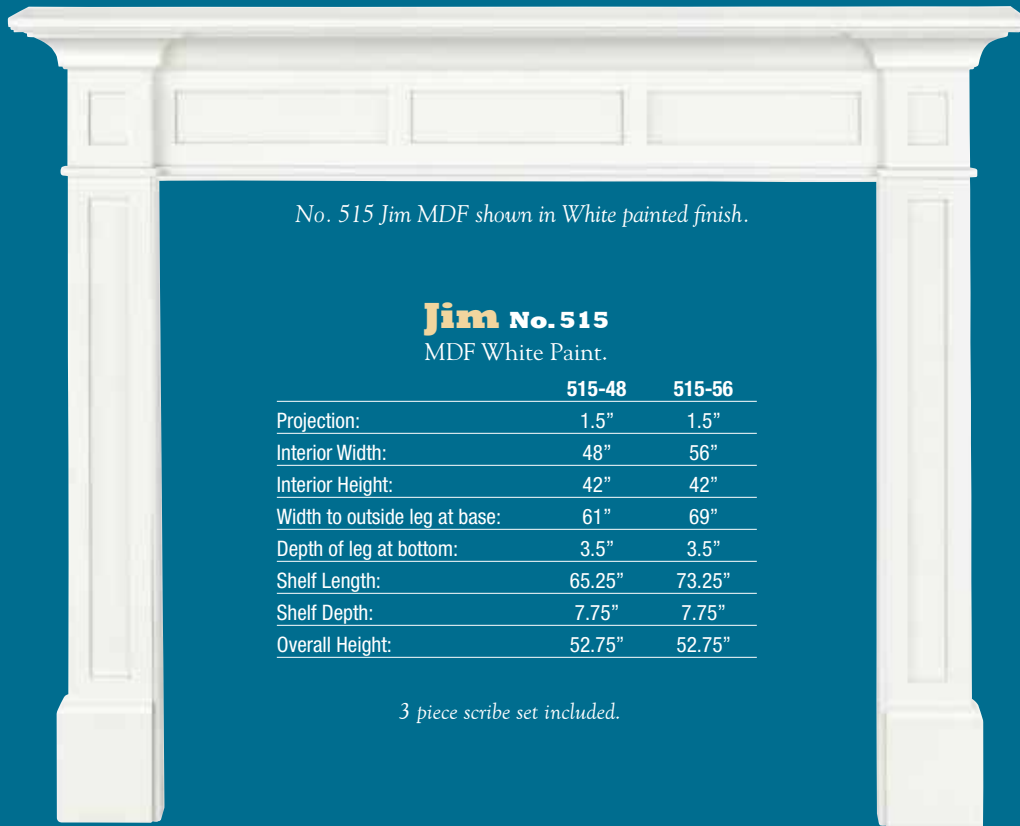 No. 515 Jim MDF shown in White painted finish.
Jim No. 515
MDF White Paint.
515-48 515-56
Projection: 1.5” 1.5”
Interior Width: 48” 56”
Interior Height: 42” 42”
Width to outside leg at base: 61” 69”
Depth of leg at bottom: 3.5” 3.5”
Shelf Length: 65.25” 73.25”
Shelf Depth: 7.75” 7.75”
Overall Height: 52.75” 52.75”
3 piece scribe set included.